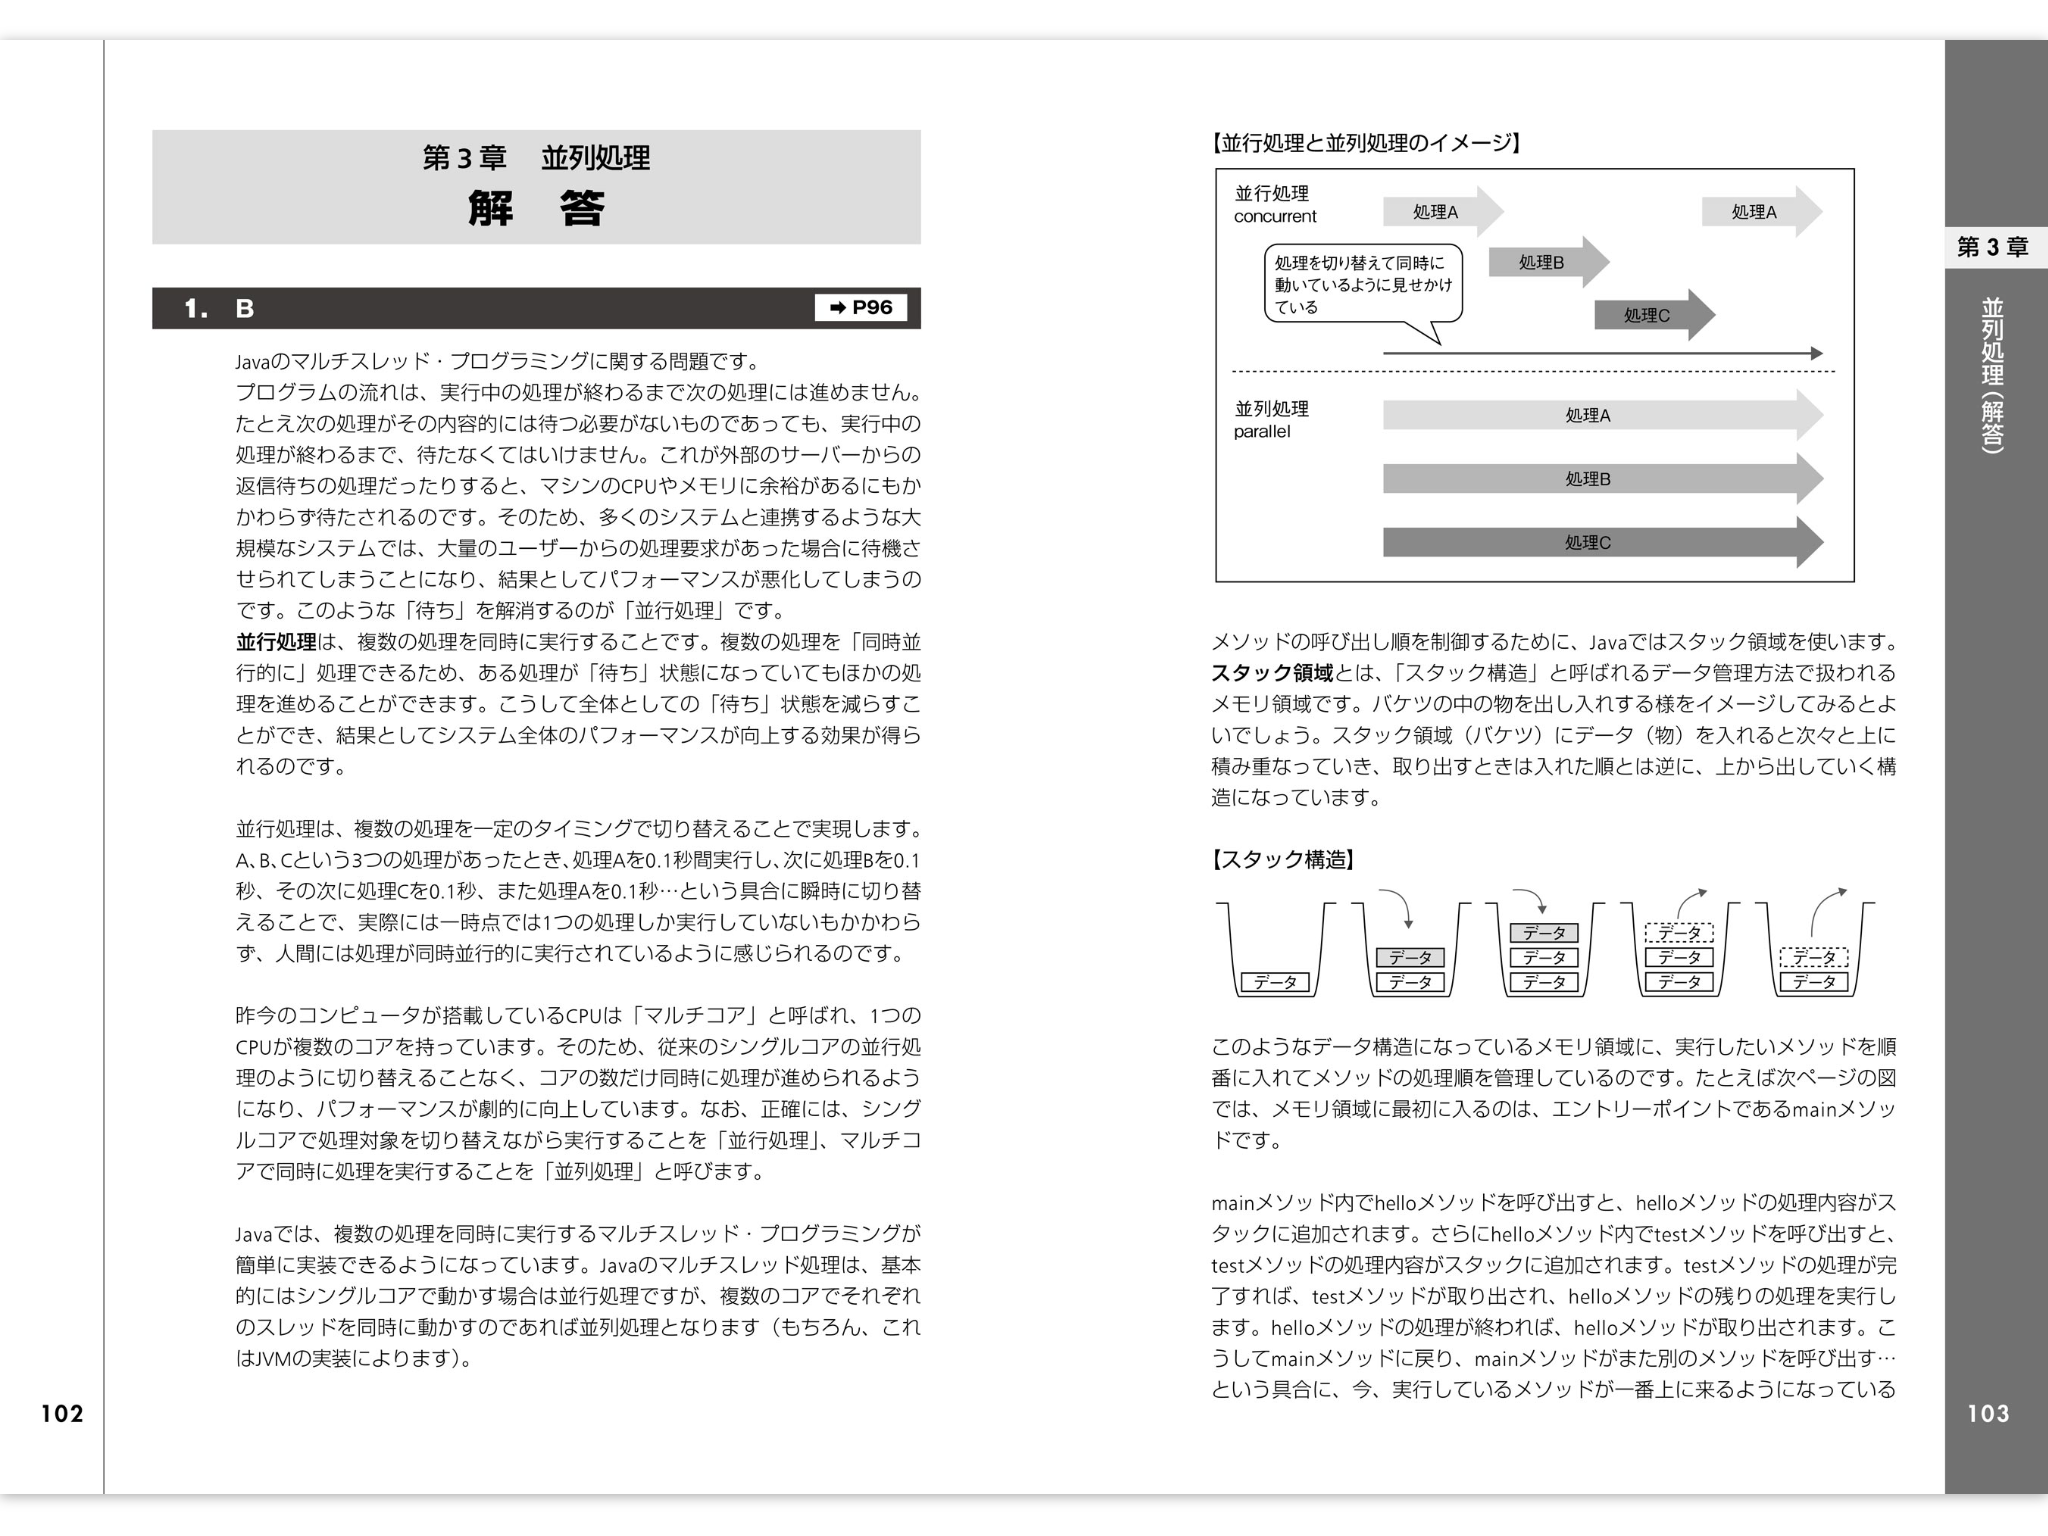 第3章 並列処理
解 答
1. B
➡ P96
Javaのマルチスレッド・プログラミングに関する問題です。
プログラムの流れは、実行中の処理が終わるまで次の処理には進めません。
たとえ次の処理がその内容的には待つ必要がないものであっても、実行中の
処理が終わるまで、待たなくてはいけません。これが外部のサーバーからの
返信待ちの処理だったりすると、マシンのCPUやメモリに余裕があるにもか
かわらず待たされるのです。そのため、多くのシステムと連携するような大
規模なシステムでは、大量のユーザーからの処理要求があった場合に待機さ
せられてしまうことになり、結果としてパフォーマンスが悪化してしまうの
です。このような「待ち」を解消するのが「並行処理」です。
並行処理は、複数の処理を同時に実行することです。複数の処理を「同時並
行的に」処理できるため、ある処理が「待ち」状態になっていてもほかの処
理を進めることができます。こうして全体としての「待ち」状態を減らすこ
とができ、結果としてシステム全体のパフォーマンスが向上する効果が得ら
れるのです。
並行処理は、複数の処理を一定のタイミングで切り替えることで実現します。
A、B、Cという3つの処理があったとき、処理Aを0.1秒間実行し、次に処理Bを0.1
秒、その次に処理Cを0.1秒、また処理Aを0.1秒…という具合に瞬時に切り替
えることで、実際には一時点では1つの処理しか実行していないもかかわら
ず、人間には処理が同時並行的に実行されているように感じられるのです。
昨今のコンピュータが搭載しているCPUは「マルチコア」と呼ばれ、1つの
CPUが複数のコアを持っています。そのため、従来のシングルコアの並行処
理のように切り替えることなく、コアの数だけ同時に処理が進められるよう
になり、パフォーマンスが劇的に向上しています。なお、正確には、シング
ルコアで処理対象を切り替えながら実行することを「並行処理」、マルチコ
アで同時に処理を実行することを「並列処理」と呼びます。
Javaでは、複数の処理を同時に実行するマルチスレッド・プログラミングが
簡単に実装できるようになっています。Javaのマルチスレッド処理は、基本
的にはシングルコアで動かす場合は並行処理ですが、複数のコアでそれぞれ
のスレッドを同時に動かすのであれば並列処理となります（もちろん、これ
はJVMの実装によります）。
102
【並行処理と並列処理のイメージ】
並行処理
concurrent
処理A
処理A
処理B
処理C
処理を切り替えて同時に
動いているように見せかけ
ている
並列処理
parallel
処理A
処理B
処理C
メソッドの呼び出し順を制御するために、Javaではスタック領域を使います。
スタック領域とは、「スタック構造」と呼ばれるデータ管理方法で扱われる
メモリ領域です。バケツの中の物を出し入れする様をイメージしてみるとよ
いでしょう。スタック領域（バケツ）にデータ（物）を入れると次々と上に
積み重なっていき、取り出すときは入れた順とは逆に、上から出していく構
造になっています。
【スタック構造】
データ
データ
データ
データ
データ
データ
データ
データ
データ
データ
データ
このようなデータ構造になっているメモリ領域に、実行したいメソッドを順
番に入れてメソッドの処理順を管理しているのです。たとえば次ページの図
では、メモリ領域に最初に入るのは、エントリーポイントであるmainメソッ
ドです。
mainメソッド内でhelloメソッドを呼び出すと、helloメソッドの処理内容がス
タックに追加されます。さらにhelloメソッド内でtestメソッドを呼び出すと、
testメソッドの処理内容がスタックに追加されます。testメソッドの処理が完
了すれば、testメソッドが取り出され、helloメソッドの残りの処理を実行し
ます。helloメソッドの処理が終われば、helloメソッドが取り出されます。こ
うしてmainメソッドに戻り、mainメソッドがまた別のメソッドを呼び出す…
という具合に、今、実行しているメソッドが一番上に来るようになっている
第3章
並列処理（解答）
103